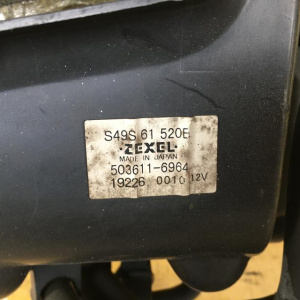 S49S 61 520E
·ZEXEL·
MADE IN JAPAN
503611-6964
19226 0010 12V